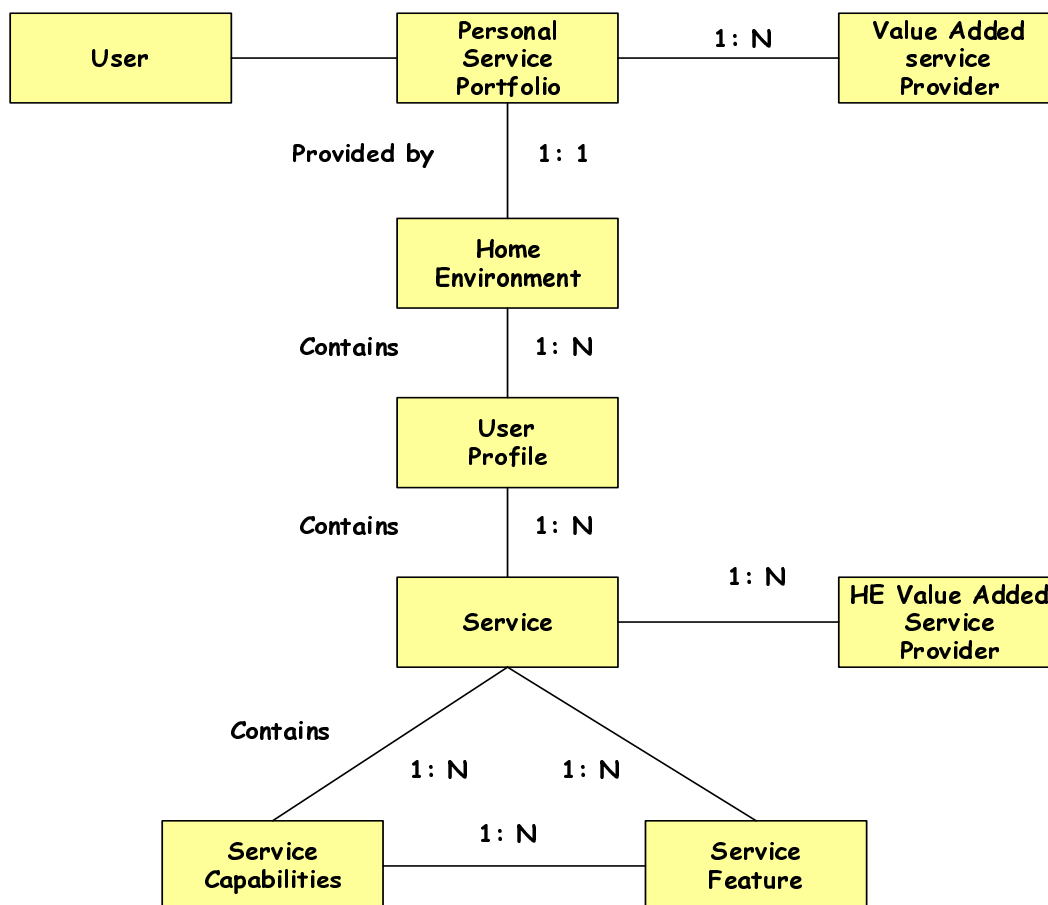 User
Personal
Service
Portfolio
1: N
Value Added
service
Provider
Provided by
1: 1
Home
Environment
Contains
1: N
User
Profile
Contains
1: N
Service
1: N
HE Value Added
Service
Provider
Contains
1: N
1: N
Service
Capabilities
1: N
Service
Feature